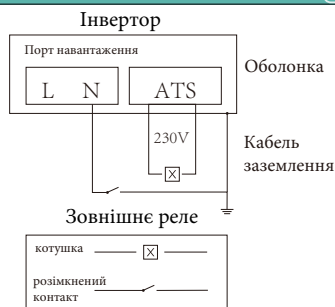 Інвертор
Порт навантаження
L N ATS
Оболонка
230V
Кабель
заземлення
X
Зовнішнє реле
котушка X
розімкнений
контакт